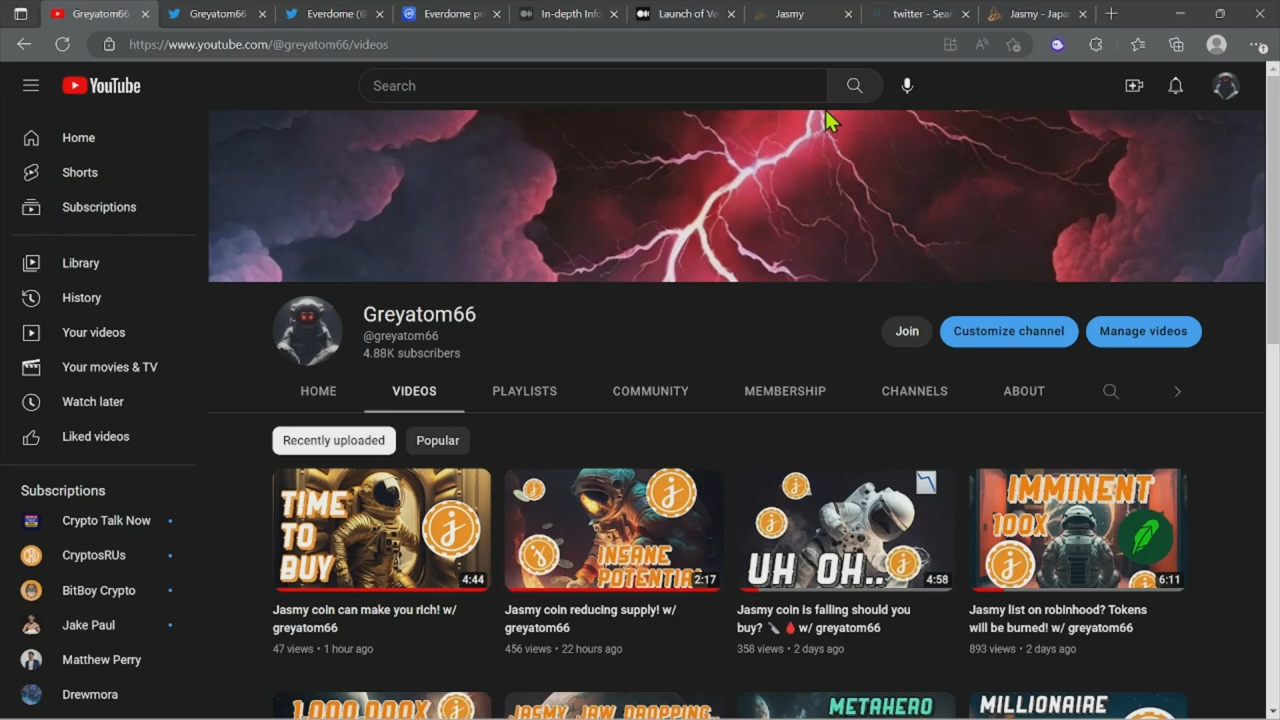 Greyatom66
Greyatom66
Everdome (@
Everdome pr
In-depth Info
Launch of Ve
Jasmy
twitter - Sear
Jasmy - Japa
https://www.youtube.com/@greyatom66/videos
YouTube
Search
Home
Shorts
Subscriptions
Library
History
Your videos
Your movies & TV
Watch later
Liked videos
Subscriptions
Crypto Talk Now
CryptosRUs
BitBoy Crypto
Jake Paul
Matthew Perry
Drewmora
Greyatom66
@greyatom66
4.88K subscribers
Join
Customize channel
Manage videos
HOME
VIDEOS
PLAYLISTS
COMMUNITY
MEMBERSHIP
CHANNELS
ABOUT
Recently uploaded
Popular
TIME
TO
BUY
4:44
Jasmy coin can make you rich! w/
greyatom66
47 views • 1 hour ago
INSANE
POTENTIA
2:17
Jasmy coin reducing supply! w/
greyatom66
456 views • 22 hours ago
UH OH..
4:58
Jasmy coin is falling should you
buy? 🔪🩸 w/ greyatom66
358 views • 2 days ago
IMMINENT
100X
6:11
Jasmy list on robinhood? Tokens
will be burned! w/ greyatom66
893 views • 2 days ago
1,000,000X
JASMY JAW DROPPING
METAHERO
MILLIONAIRE